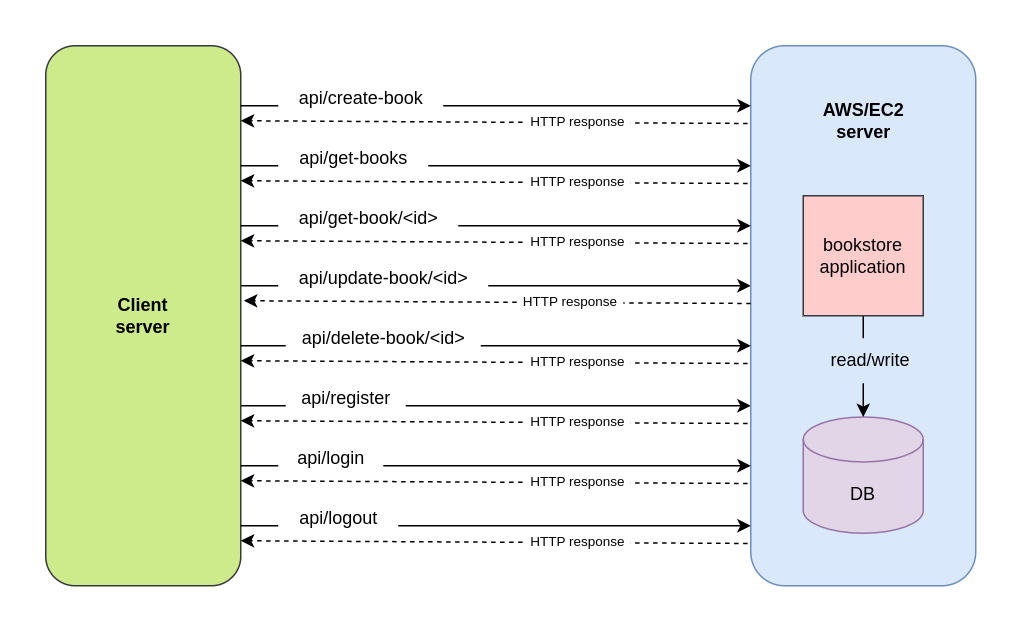 api/create-book
HTTP response
api/get-books
HTTP response
api/get-book/<id>
HTTP response
api/update-book/<id>
HTTP response
api/delete-book/<id>
HTTP response
api/register
HTTP response
api/login
HTTP response
api/logout
HTTP response
Client
server
AWS/EC2
server
bookstore
application
read/write
DB